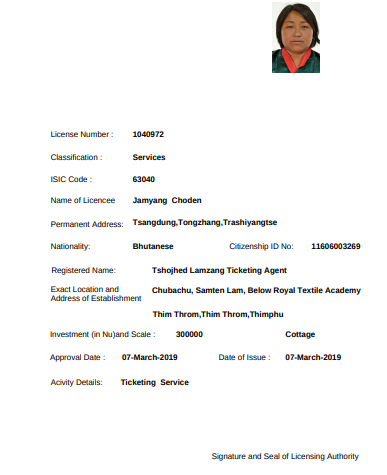 License Number : 1040972
Classification : Services
ISIC Code : 63040
Name of Licencee Jamyang Choden
Permanent Address: Tsangdung,Tongzhang,Trashiyangtse
Nationality: Bhutanese Citizenship ID No: 11606003269
Registered Name: Tshojhed Lamzang Ticketing Agent
Exact Location and Address of Establishment Chubachu, Samten Lam, Below Royal Textile Academy
Thim Throm,Thim Throm,Thimphu
Investment (in Nu)and Scale : 300000 Cottage
Approval Date : 07-March-2019 Date of Issue : 07-March-2019
Acivity Details: Ticketing Service
Signature and Seal of Licensing Authority